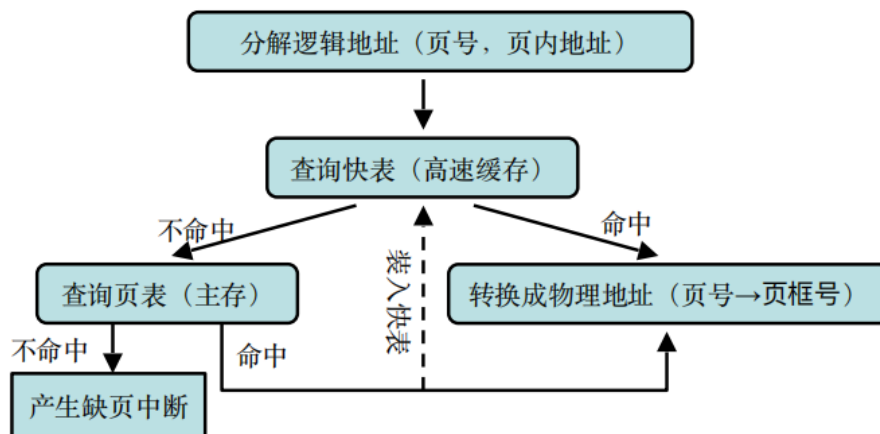 分解逻辑地址（页号，页内地址）
查询快表（高速缓存）
不命中
命中
装入快表
查询页表（主存）
转换成物理地址（页号→页框号）
不命中
命中
产生缺页中断